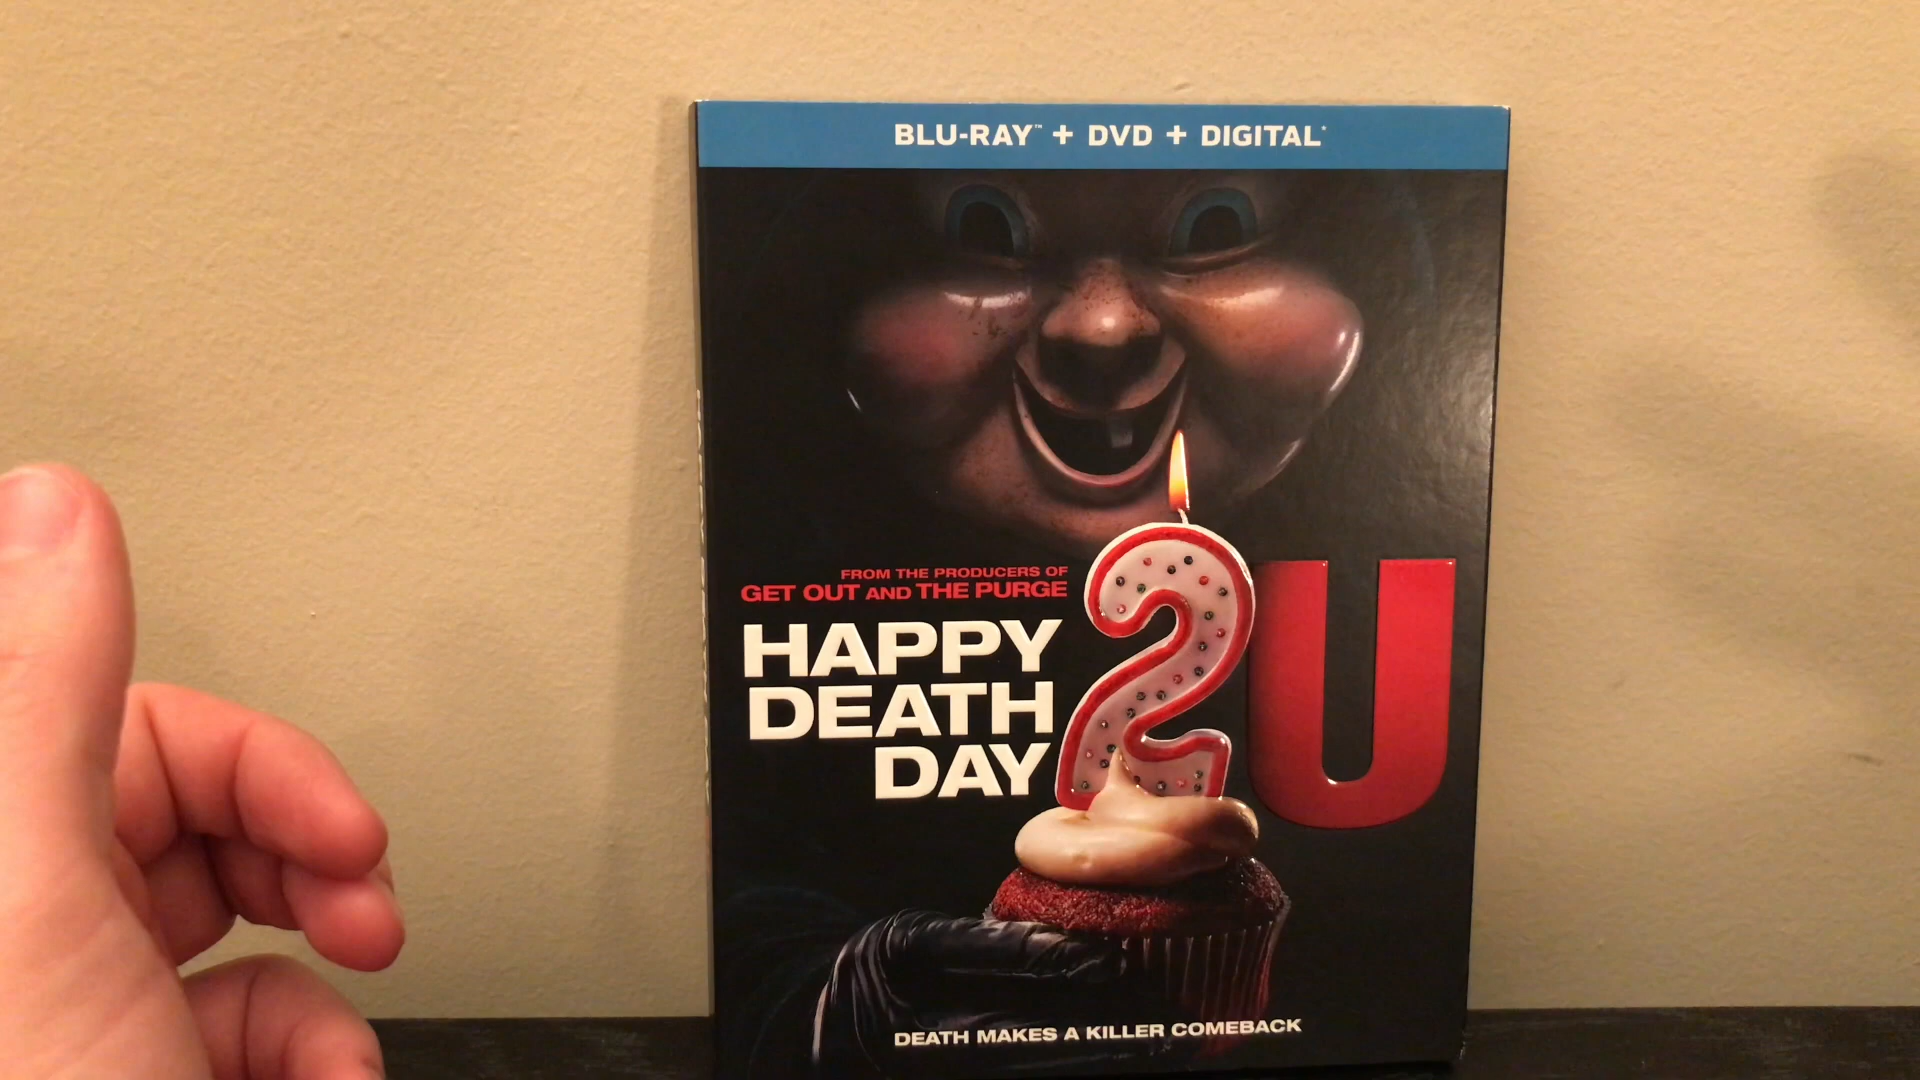 BLU-RAY™ + DVD + DIGITAL*
FROM THE PRODUCERS OF
GET OUT AND THE PURGE
HAPPY
DEATH
DAY
2U
DEATH MAKES A KILLER COMEBACK